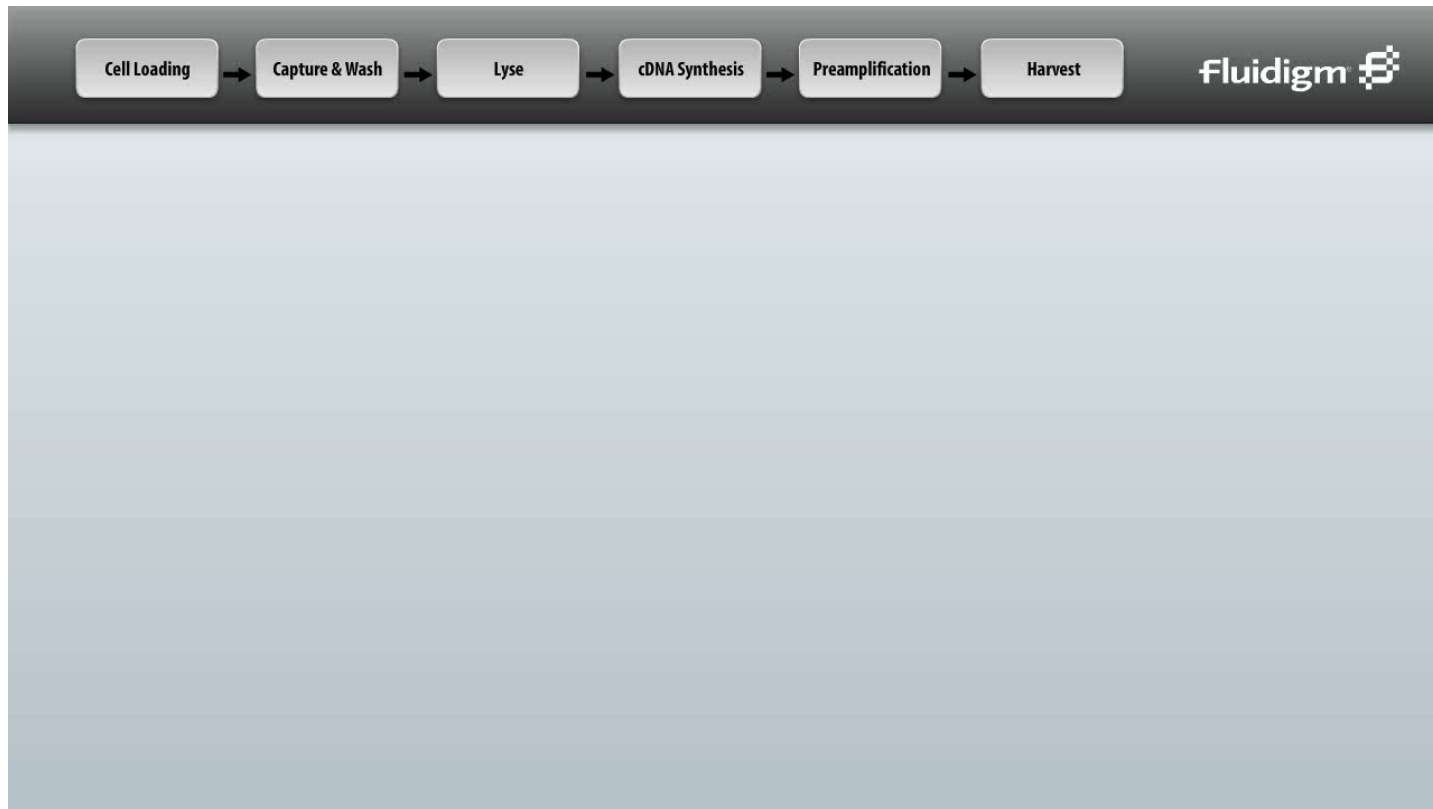 Cell Loading
Capture & Wash
Lyse
cDNA Synthesis
Preamplification
Harvest
fluidigm®